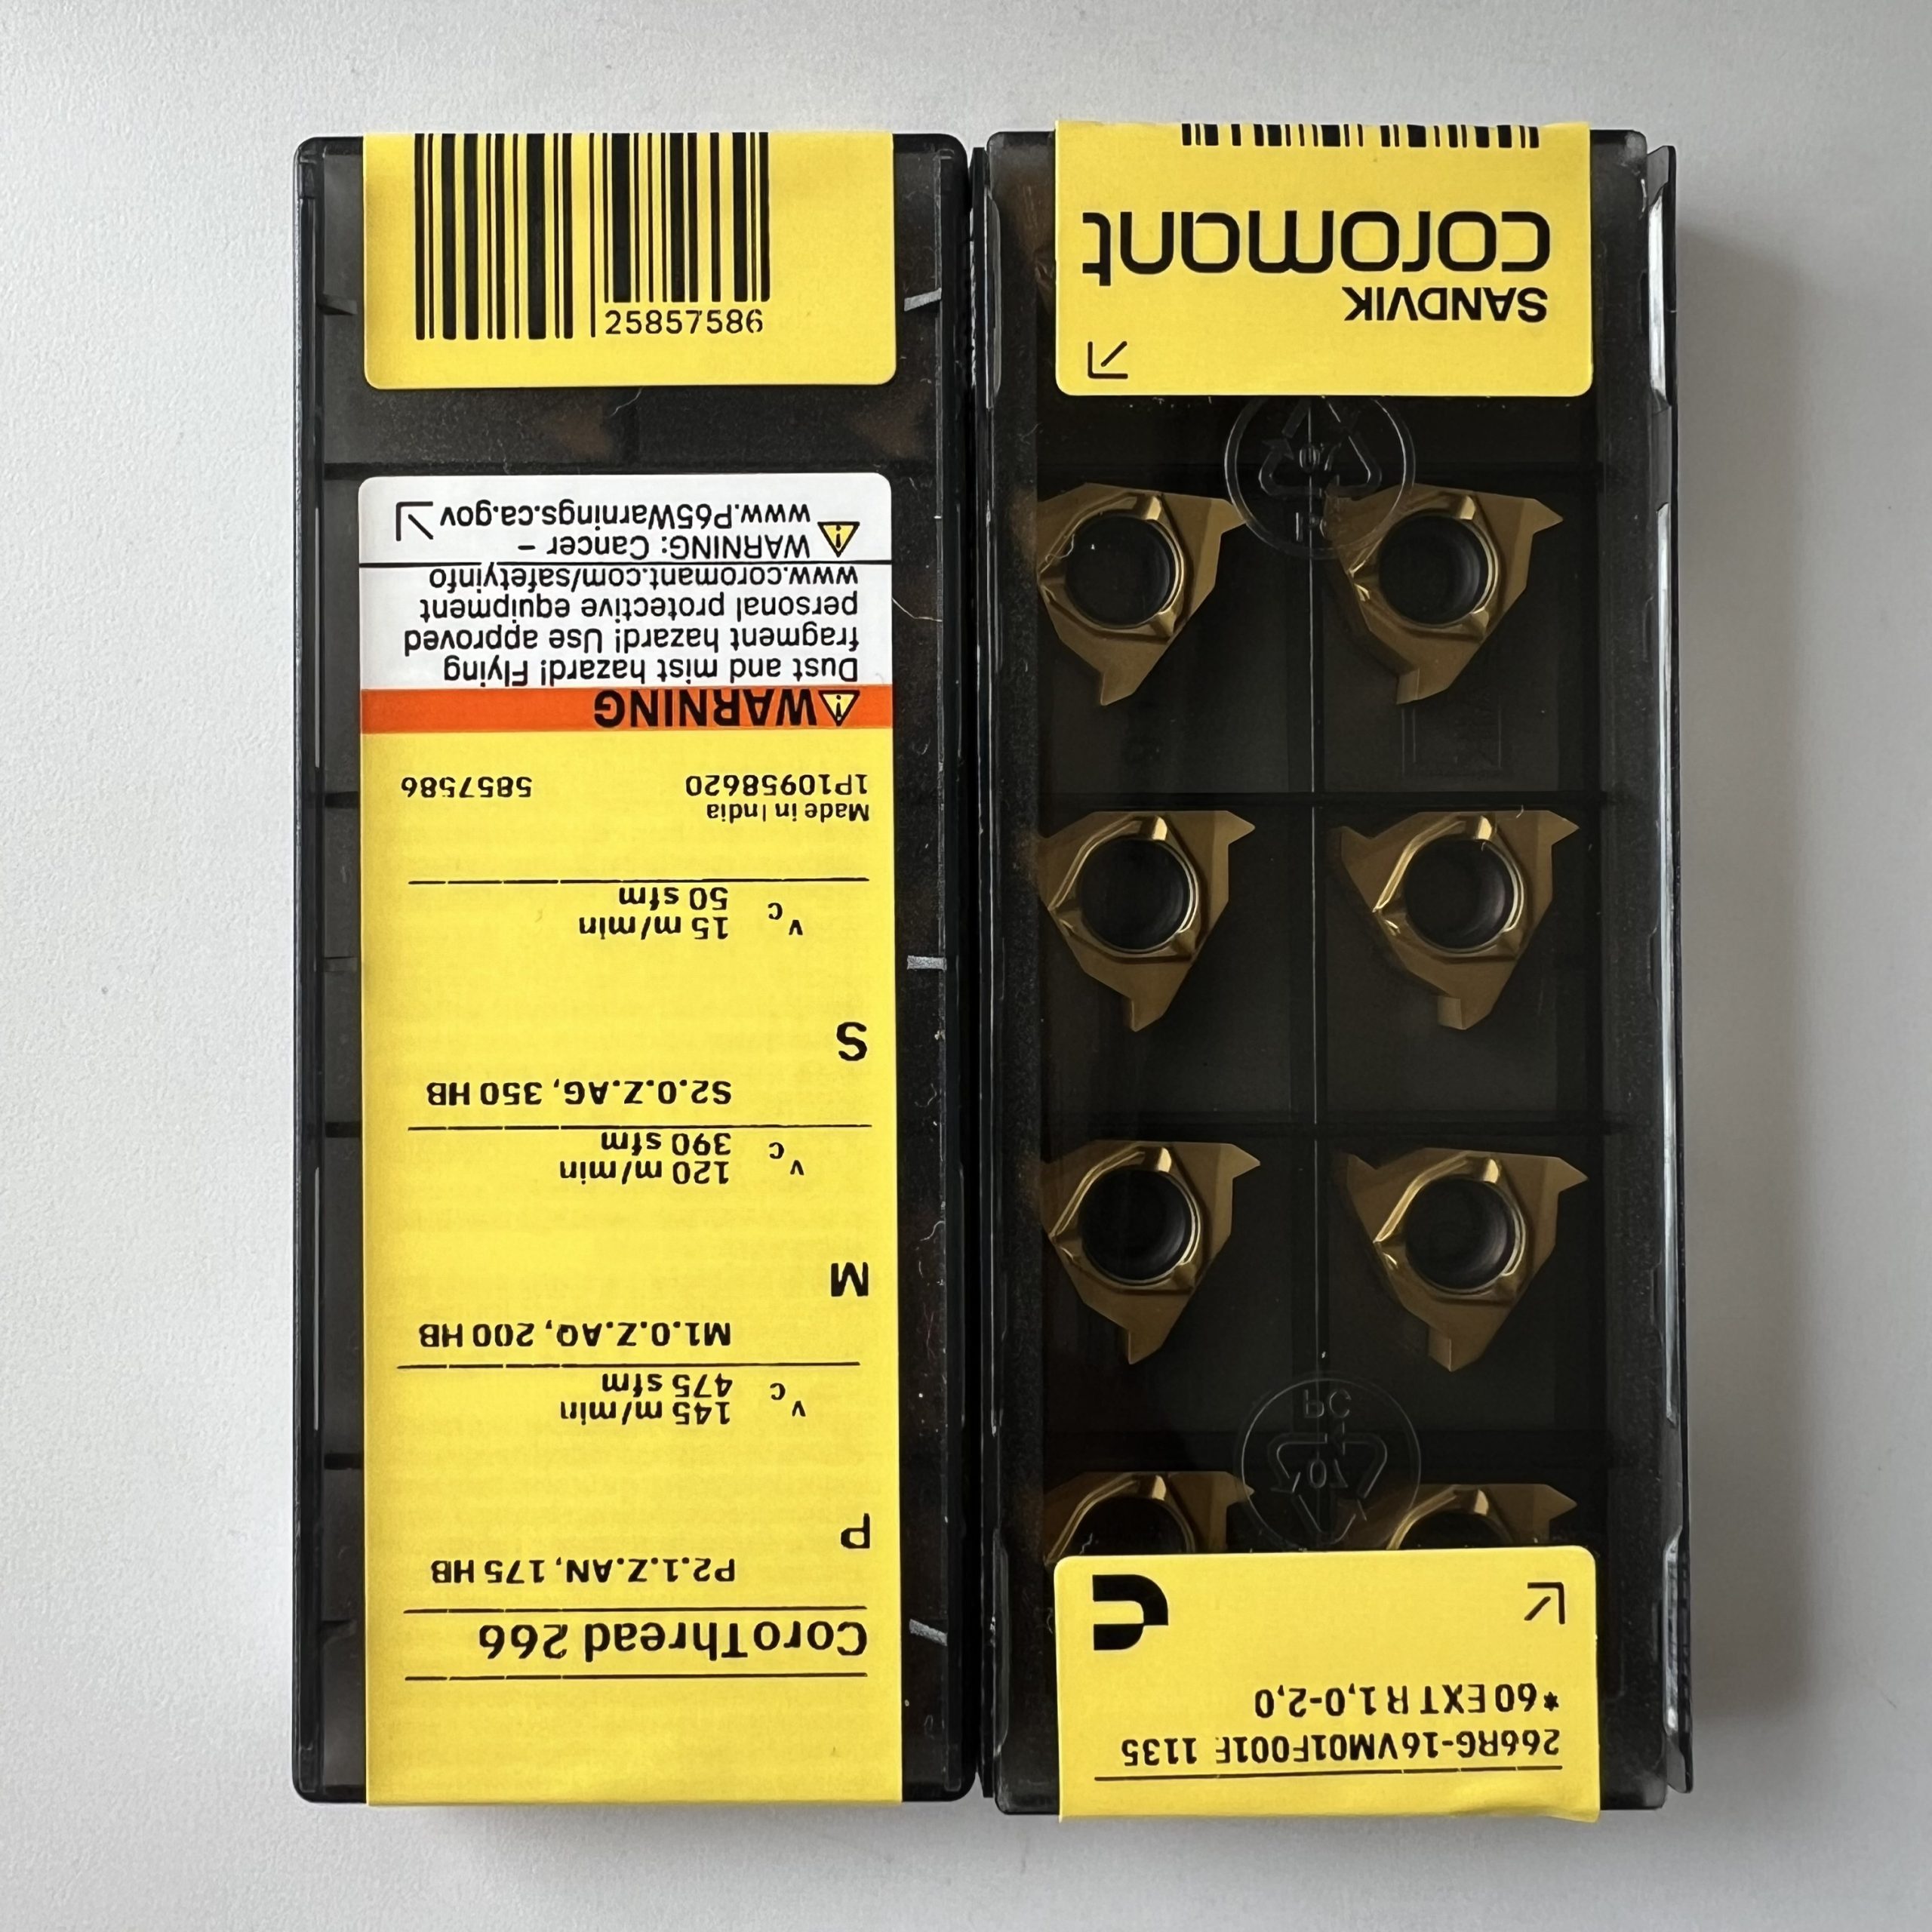 266RG-16VM01F001E 1135
*60 EXT R 1,0-2,0
PC
07
SANDVIK
coromant
CoroThread 266
P2.1.Z.AN, 175 HB
P
vc 145 m/min
475 sfm
M1.0.Z.AQ, 200 HB
M
vc 120 m/min
390 sfm
S2.0.Z.AG, 350 HB
S
vc 15 m/min
50 sfm
Made in India
1P10958620 5857586
WARNING
Dust and mist hazard! Flying
fragment hazard! Use approved
personal protective equipment
www.coromant.com/safetyinfo
WARNING: Cancer –
www.P65Warnings.ca.gov
25857586